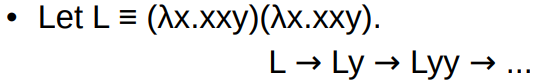 • Let L ≡ (λx.xxy)(λx.xxy).
L → Ly → Lyy → ...